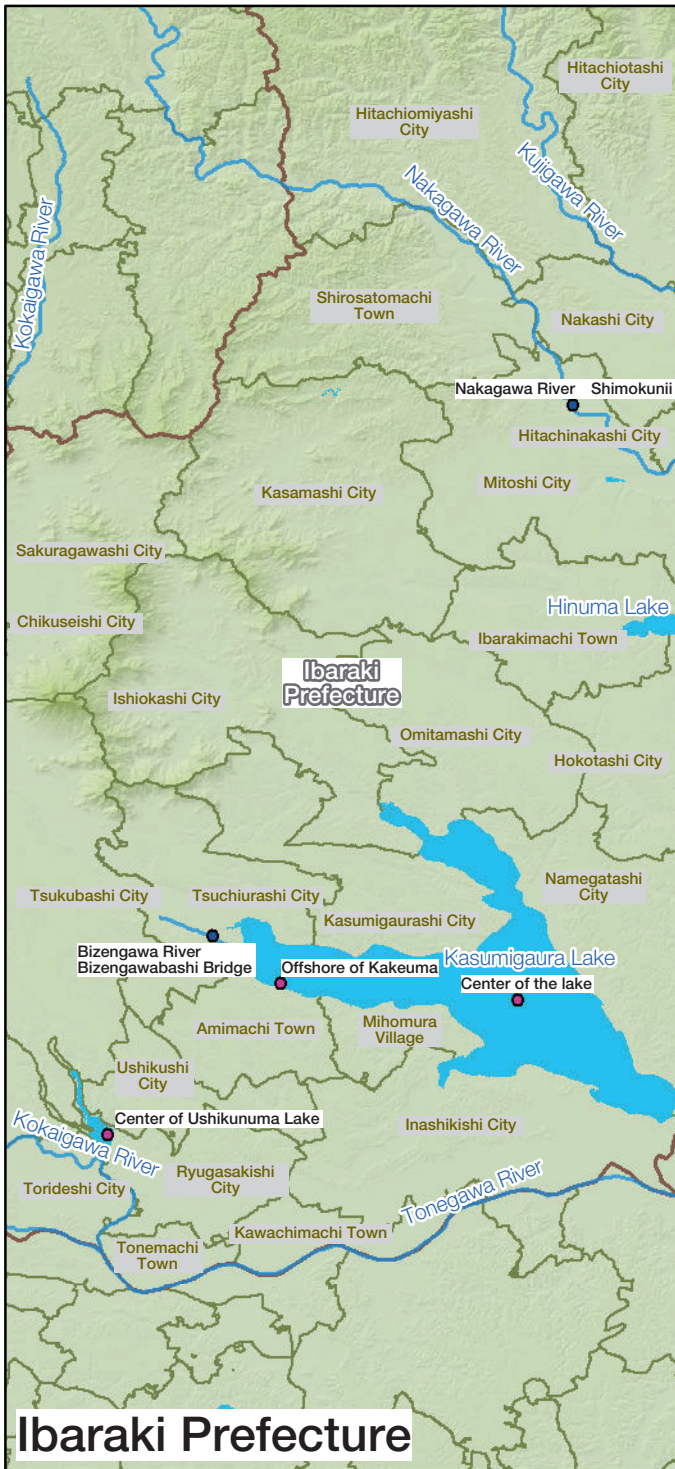 Hitachiotashi
City
Hitachiomiyashi
City
Kujigawa River
Nakagawa River
Kokaigawa River
Shirosatomachi
Town
Nakashi City
Nakagawa River Shimokunii
Hitachinakashi City
Mitoshi City
Kasamashi City
Sakuragawashi City
Hinuma Lake
Chikuseishi City
Ibarakimachi Town
Ibaraki
Prefecture
Ishiokashi City
Omitamashi City
Hokotashi City
Tsukubashi City
Tsuchiurashi City
Namegatashi
City
Kasumigaurashi City
Bizengawa River
Bizengawabashi Bridge
Kasumigaura Lake
Offshore of Kakeuma
Center of the lake
Amimachi Town
Mihomura
Village
Ushikushi
City
Center of Ushikunuma Lake
Inashikishi City
Kokaigawa River
Ryugasakishi
City
Torideshi City
Tonegawa River
Kawachimachi Town
Tonemachi
Town
Ibaraki Prefecture